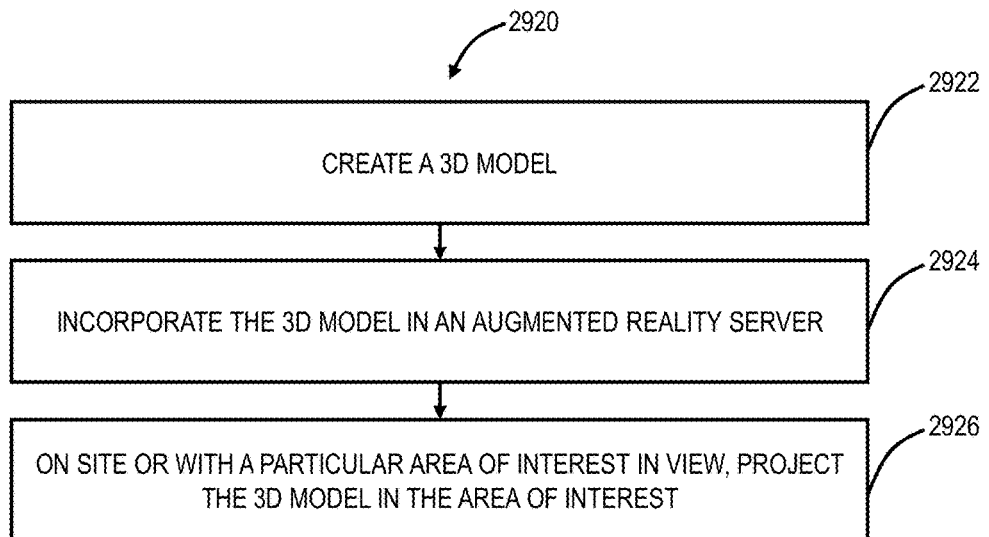 2920
2922
CREATE A 3D MODEL
2924
INCORPORATE THE 3D MODEL IN AN AUGMENTED REALITY SERVER
2926
ON SITE OR WITH A PARTICULAR AREA OF INTEREST IN VIEW, PROJECT
THE 3D MODEL IN THE AREA OF INTEREST